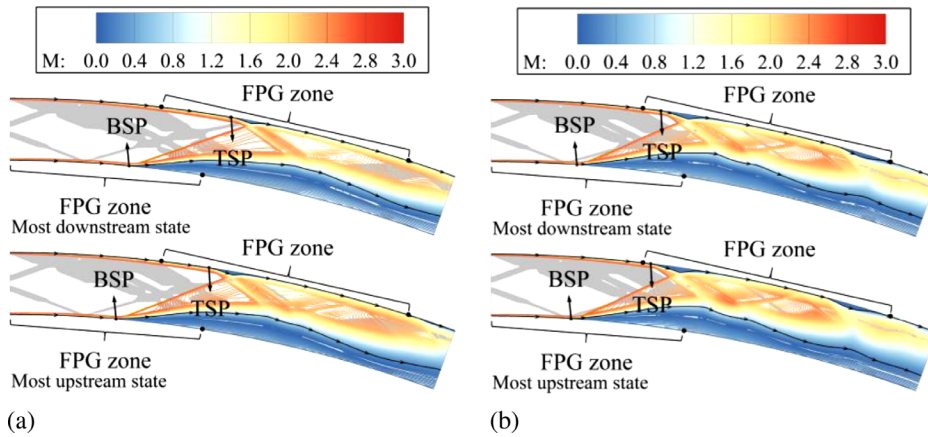 M: 0.0 0.4 0.8 1.2 1.6 2.0 2.4 2.8 3.0
FPG zone
BSP
TSP
FPG zone
Most downstream state
FPG zone
BSP
TSP
FPG zone
Most upstream state
(a)
M: 0.0 0.4 0.8 1.2 1.6 2.0 2.4 2.8 3.0
FPG zone
BSP
TSP
FPG zone
Most downstream state
FPG zone
BSP
TSP
FPG zone
Most upstream state
(b)